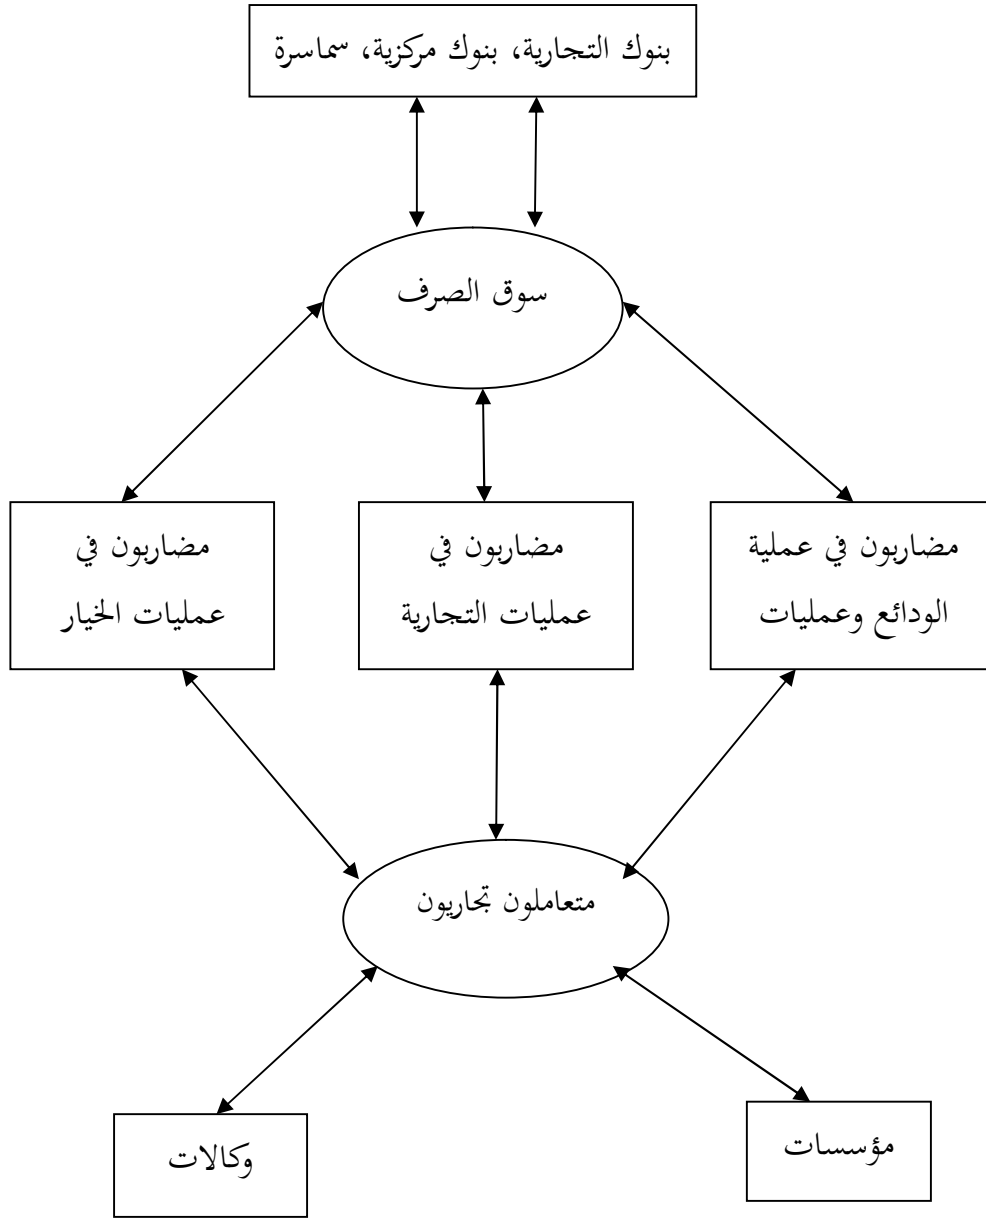 بنوك التجارية، بنوك مركزية، سماسرة
سوق الصرف
مضاربون في عملية
الودائع وعمليات
مضاربون في
عمليات التجارية
مضاربون في
عمليات الخيار
متعاملون تجاريون
مؤسسات
وكالات